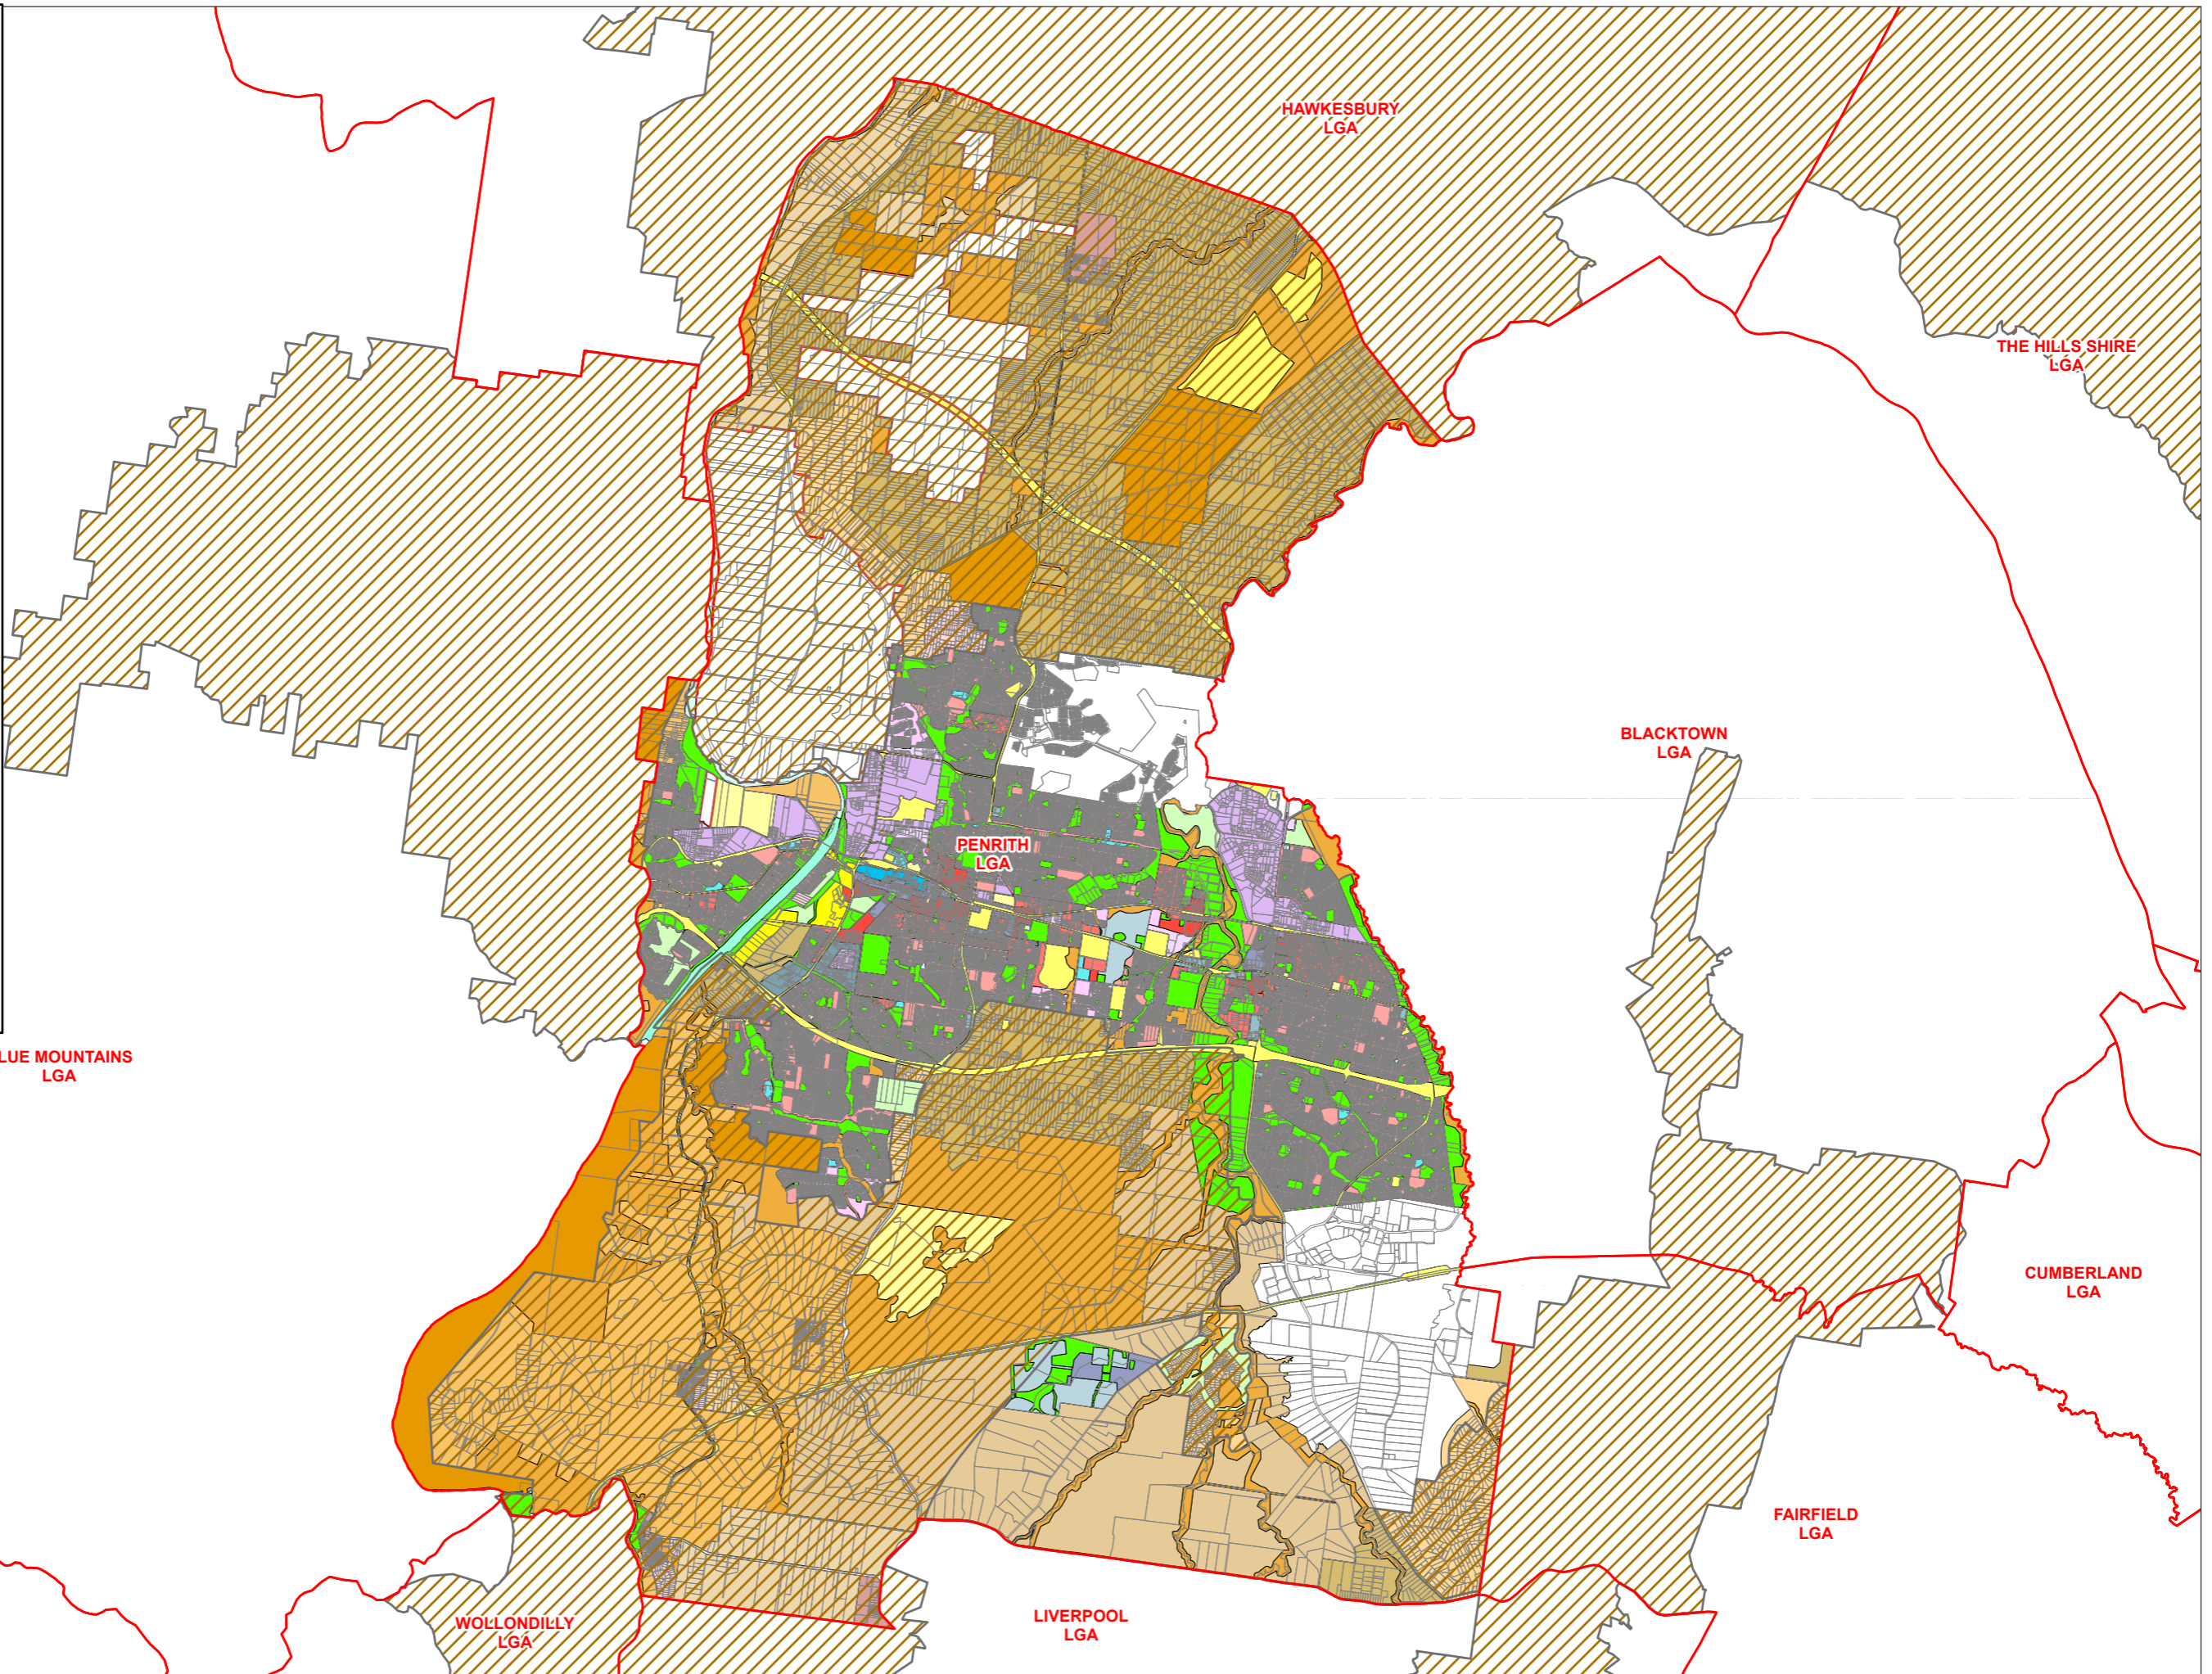 HAWKESBURY
LGA
THE HILLS SHIRE
LGA
BLACKTOWN
LGA
PENRITH
LGA
LUE MOUNTAINS
LGA
CUMBERLAND
LGA
FAIRFIELD
LGA
LIVERPOOL
LGA
WOLLONDILLY
LGA